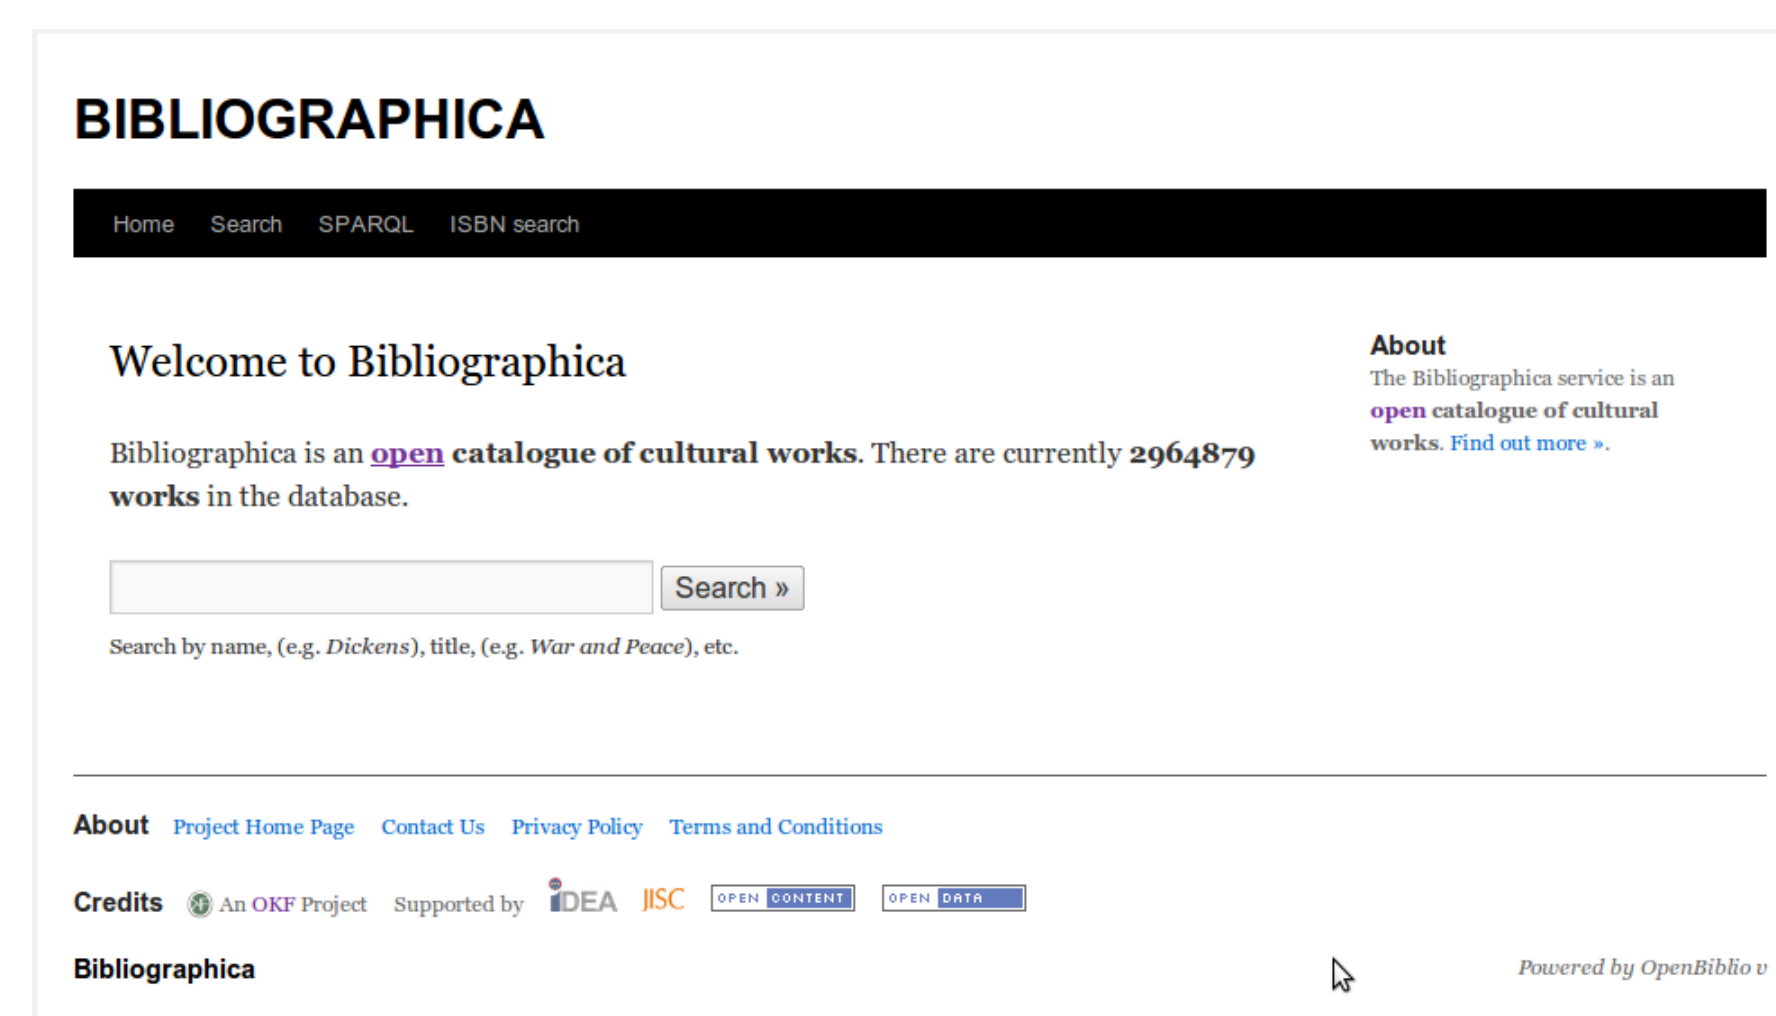 BIBLIOGRAPHICA
Home Search SPARQL ISBN search
Welcome to Bibliographica
Bibliographica is an open catalogue of cultural works. There are currently 2964879
works in the database.
Search »
Search by name, (e.g. Dickens), title, (e.g. War and Peace), etc.
About
The Bibliographica service is an
open catalogue of cultural
works. Find out more ».
About Project Home Page Contact Us Privacy Policy Terms and Conditions
Credits An OKF Project Supported by iDEA JISC OPEN CONTENT OPEN DATA
Bibliographica
Powered by OpenBiblio v